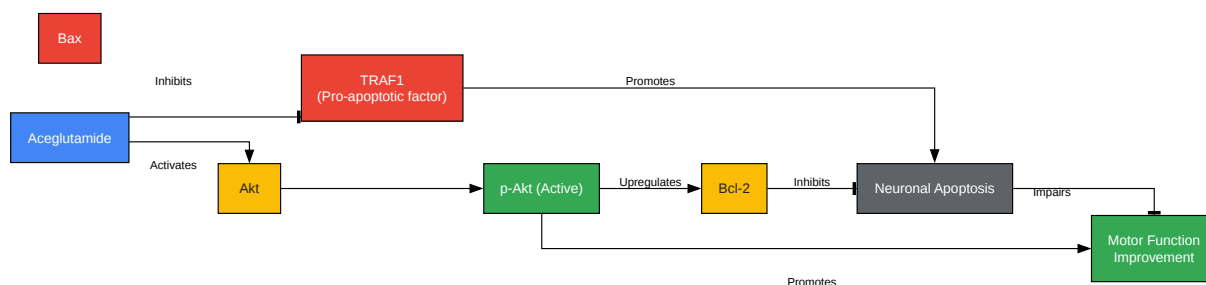 Bax
Inhibits
TRAF1
(Pro-apoptotic factor)
Promotes
Aceglutamide
Activates
Akt
p-Akt (Active)
Upregulates
Bcl-2
Inhibits
Neuronal Apoptosis
Impairs
Motor Function
Improvement
Promotes